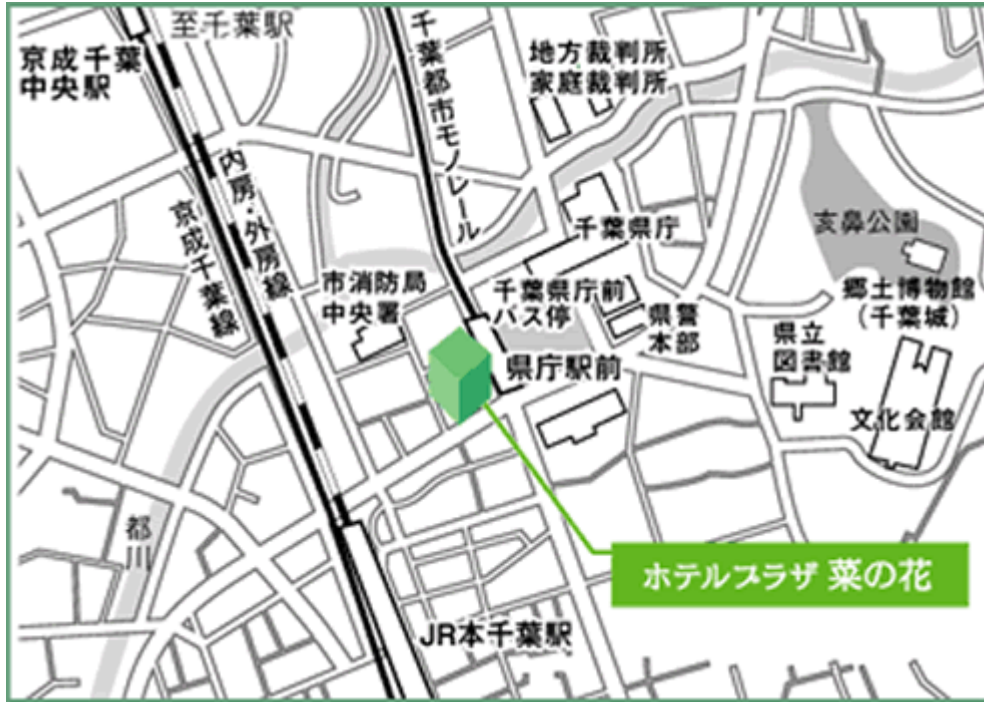 至千葉駅
京成千葉
中央駅
千葉都市モノレール
地方裁判所
家庭裁判所
内房・外房線
京成千葉線
千葉県庁
亥鼻公園
市消防局
中央署
千葉県庁前
バス停
県警
本部
郷土博物館
(千葉城)
県立
図書館
県庁駅前
文化会館
都川
ホテルプラザ 菜の花
JR本千葉駅